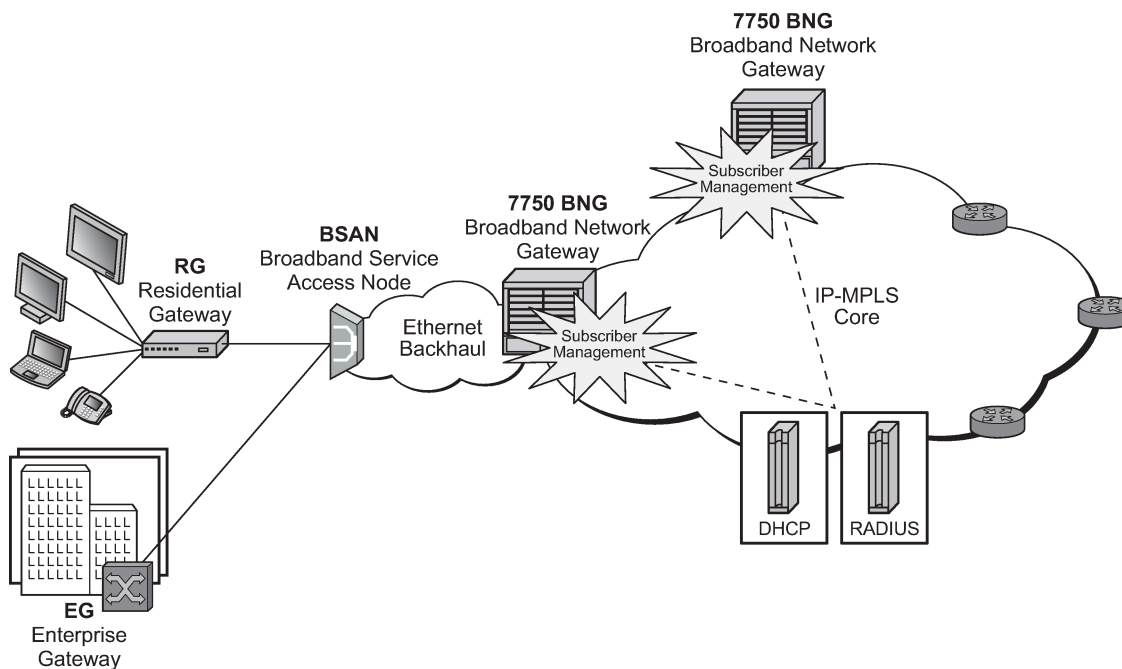 7750 BNG
Broadband Network
Gateway
Subscriber
Management
7750 BNG
Broadband Network
Gateway
BSAN
Broadband Service
Access Node
RG
Residential
Gateway
IP-MPLS
Core
Ethernet
Backhaul
Subscriber
Management
DHCP
RADIUS
EG
Enterprise
Gateway